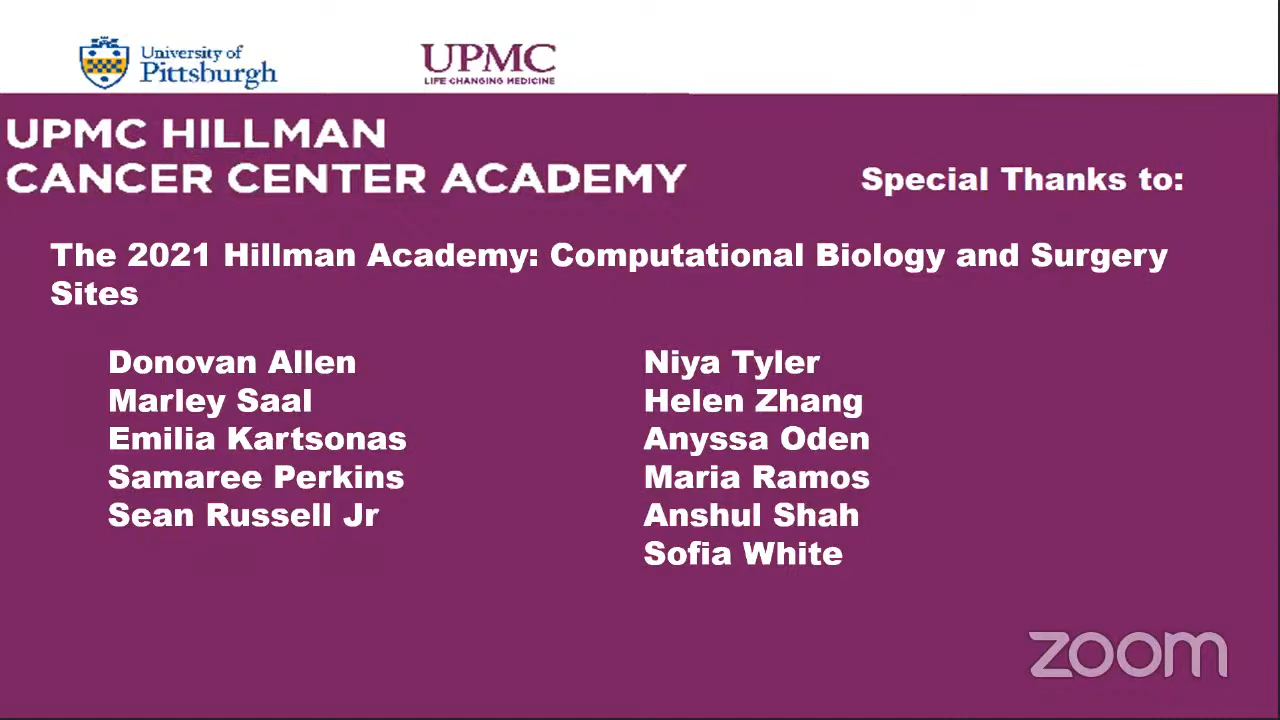 University of
Pittsburgh
UPMC
LIFE CHANGING MEDICINE
UPMC HILLMAN
CANCER CENTER ACADEMY
Special Thanks to:
The 2021 Hillman Academy: Computational Biology and Surgery
Sites
Donovan Allen
Marley Saal
Emilia Kartsonas
Samaree Perkins
Sean Russell Jr
Niya Tyler
Helen Zhang
Anyssa Oden
Maria Ramos
Anshul Shah
Sofia White
zoom